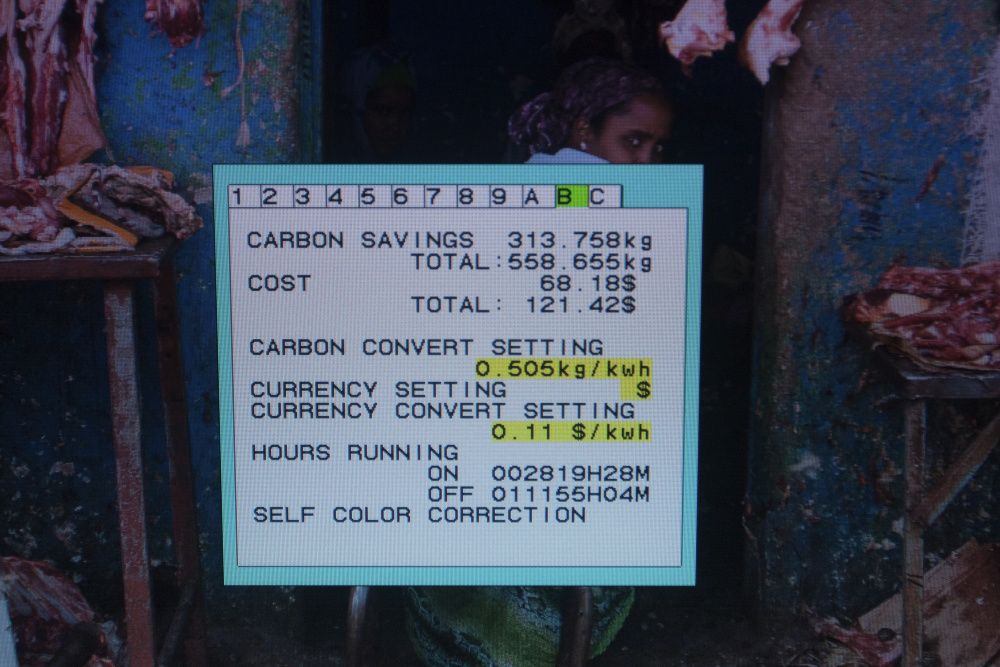 1 2 3 4 5 6 7 8 9 A B C
CARBON SAVINGS 313.758kg
TOTAL:558.655kg
COST 68.18$
TOTAL: 121.42$
CARBON CONVERT SETTING
0.505kg/kwh
CURRENCY SETTING $
CURRENCY CONVERT SETTING
0.11 $/kwh
HOURS RUNNING
ON 002819H28M
OFF 011155H04M
SELF COLOR CORRECTION